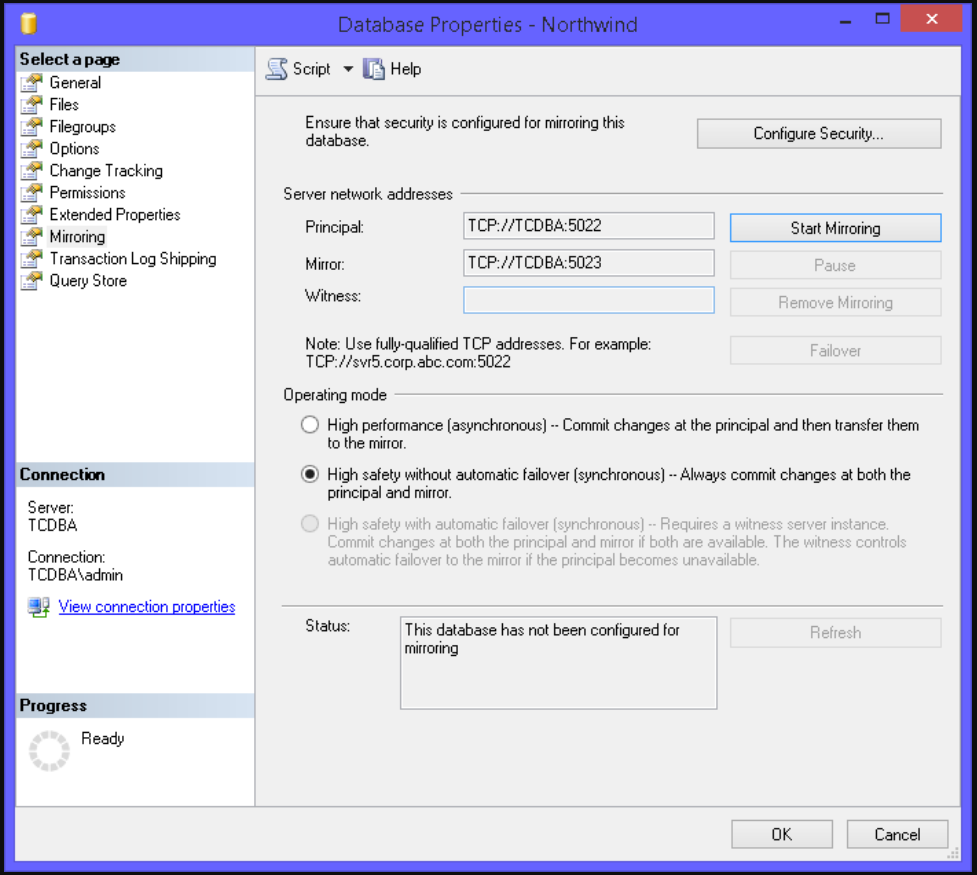 Database Properties - Northwind
Select a page
General
Files
Filegroups
Options
Change Tracking
Permissions
Extended Properties
Mirroring
Transaction Log Shipping
Query Store
Connection
Server:
TCDBA
Connection:
TCDBA\admin
View connection properties
Progress
Ready
Script
Help
Ensure that security is configured for mirroring this
database.
Configure Security...
Server network addresses
Principal:
TCP://TCDBA:5022
Start Mirroring
Mirror:
TCP://TCDBA:5023
Pause
Witness:
Remove Mirroring
Note: Use fully-qualified TCP addresses. For example:
TCP://svr5.corp.abc.com:5022
Failover
Operating mode
High performance (asynchronous) -- Commit changes at the principal and then transfer them
to the mirror.
High safety without automatic failover (synchronous) -- Always commit changes at both the
principal and mirror.
High safety with automatic failover (synchronous) -- Requires a witness server instance.
Commit changes at both the principal and mirror if both are available. The witness controls
automatic failover to the mirror if the principal becomes unavailable.
Status:
This database has not been configured for
mirroring
Refresh
OK
Cancel